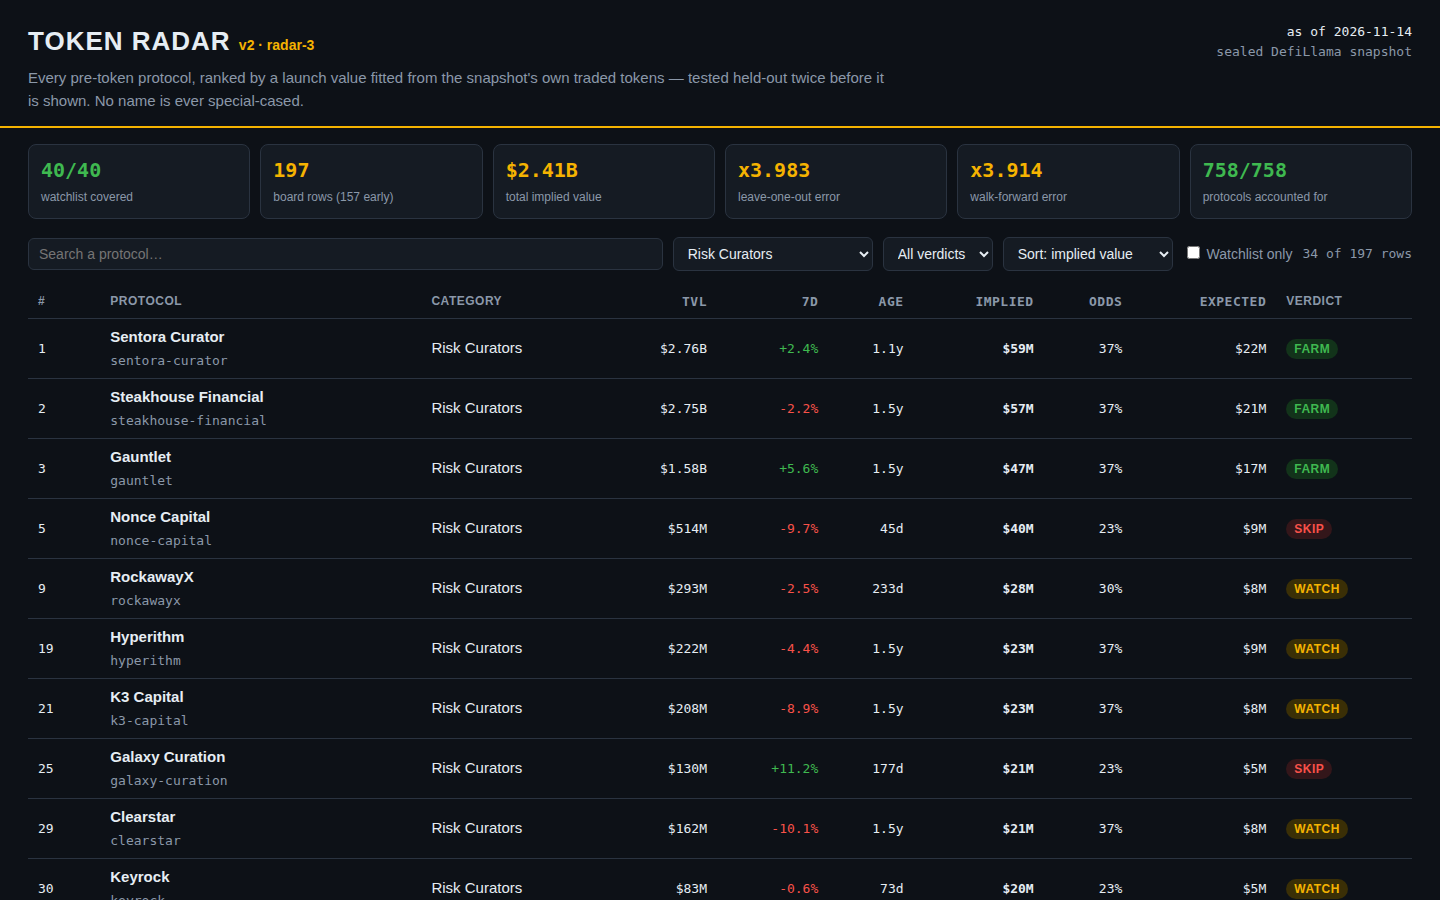 TOKEN RADAR v2 · radar-3
as of 2026-11-14
sealed DefiLlama snapshot
Every pre-token protocol, ranked by a launch value fitted from the snapshot's own traded tokens — tested held-out twice before it
is shown. No name is ever special-cased.
40/40
watchlist covered
197
board rows (157 early)
$2.41B
total implied value
x3.983
leave-one-out error
x3.914
walk-forward error
758/758
protocols accounted for
Search a protocol…
Risk Curators
All verdicts
Sort: implied value
Watchlist only
34 of 197 rows
# PROTOCOL CATEGORY TVL 7D AGE IMPLIED ODDS EXPECTED VERDICT
1 Sentora Curator Risk Curators $2.76B +2.4% 1.1y $59M 37% $22M FARM
sentora-curator
2 Steakhouse Financial Risk Curators $2.75B -2.2% 1.5y $57M 37% $21M FARM
steakhouse-financial
3 Gauntlet Risk Curators $1.58B +5.6% 1.5y $47M 37% $17M FARM
gauntlet
5 Nonce Capital Risk Curators $514M -9.7% 45d $40M 23% $9M SKIP
nonce-capital
9 RockawayX Risk Curators $293M -2.5% 233d $28M 30% $8M WATCH
rockawayx
19 Hyperithm Risk Curators $222M -4.4% 1.5y $23M 37% $9M WATCH
hyperithm
21 K3 Capital Risk Curators $208M -8.9% 1.5y $23M 37% $8M WATCH
k3-capital
25 Galaxy Curation Risk Curators $130M +11.2% 177d $21M 23% $5M SKIP
galaxy-curation
29 Clearstar Risk Curators $162M -10.1% 1.5y $21M 37% $8M WATCH
clearstar
30 Keyrock Risk Curators $83M -0.6% 73d $20M 23% $5M WATCH
keyrock